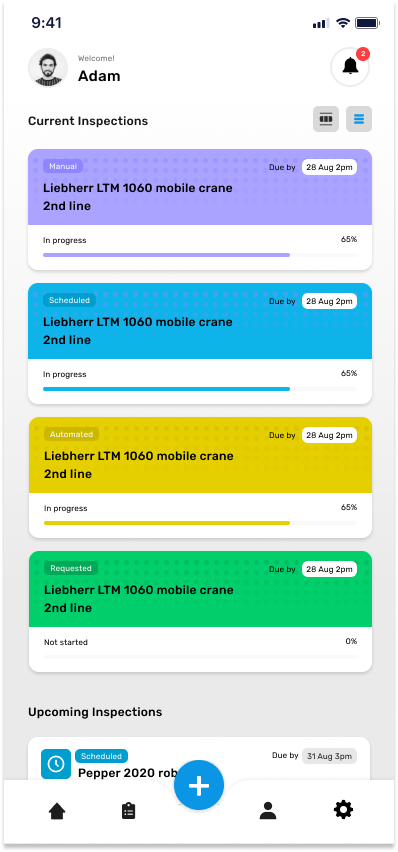 9:41
Welcome!
Adam
2
Current Inspections
Manual
Due by 28 Aug 2pm
Liebherr LTM 1060 mobile crane
2nd line
In progress 65%
Scheduled
Due by 28 Aug 2pm
Liebherr LTM 1060 mobile crane
2nd line
In progress 65%
Automated
Due by 28 Aug 2pm
Liebherr LTM 1060 mobile crane
2nd line
In progress 65%
Requested
Due by 28 Aug 2pm
Liebherr LTM 1060 mobile crane
2nd line
Not started 0%
Upcoming Inspections
Scheduled
Due by 31 Aug 3pm
Pepper 2020 rob